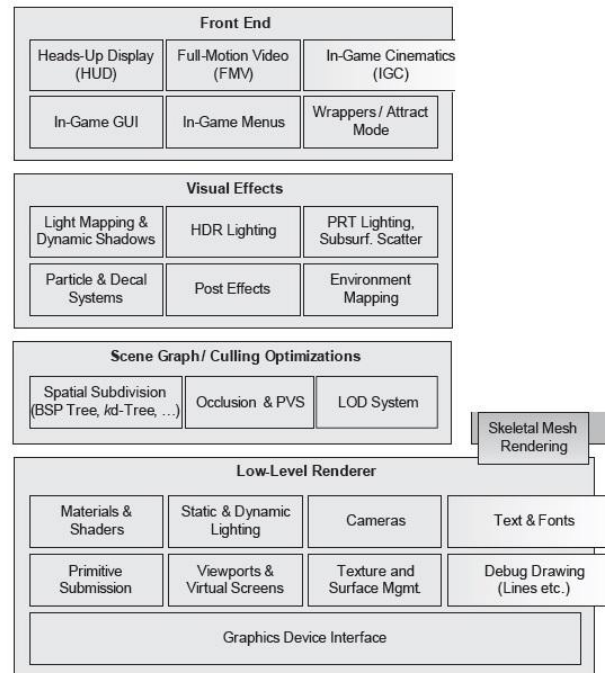 Front End
Heads-Up Display
(HUD)
Full-Motion Video
(FMV)
In-Game Cinematics
(IGC)
In-Game GUI
In-Game Menus
Wrappers / Attract
Mode
Visual Effects
Light Mapping &
Dynamic Shadows
HDR Lighting
PRT Lighting,
Subsurf. Scatter
Particle & Decal
Systems
Post Effects
Environment
Mapping
Scene Graph / Culling Optimizations
Spatial Subdivision
(BSP Tree, kd-Tree, …)
Occlusion & PVS
LOD System
Skeletal Mesh
Rendering
Low-Level Renderer
Materials &
Shaders
Static & Dynamic
Lighting
Cameras
Text & Fonts
Primitive
Submission
Viewports &
Virtual Screens
Texture and
Surface Mgmt.
Debug Drawing
(Lines etc.)
Graphics Device Interface